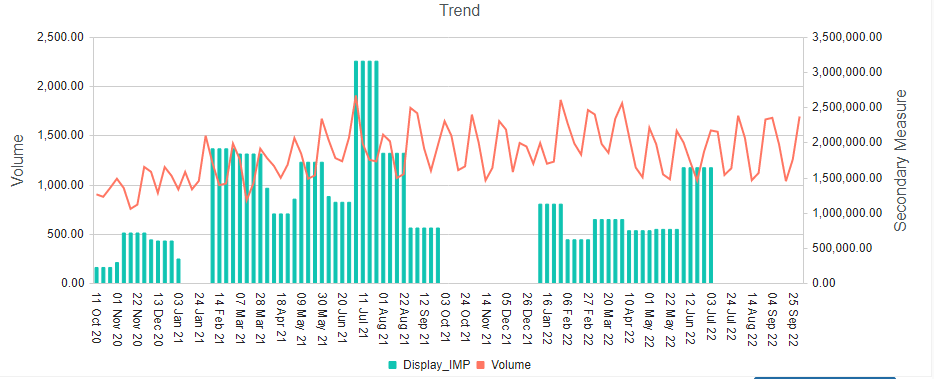 Trend
2,500.00
2,000.00
1,500.00
1,000.00
500.00
0.00
Volume
3,500,000.00
3,000,000.00
2,500,000.00
2,000,000.00
1,500,000.00
1,000,000.00
500,000.00
0.00
Secondary Measure
11 Oct 20
01 Nov 20
22 Nov 20
13 Dec 20
03 Jan 21
24 Jan 21
14 Feb 21
07 Mar 21
28 Mar 21
18 Apr 21
09 May 21
30 May 21
20 Jun 21
11 Jul 21
01 Aug 21
22 Aug 21
12 Sep 21
03 Oct 21
24 Oct 21
14 Nov 21
05 Dec 21
26 Dec 21
16 Jan 22
06 Feb 22
27 Feb 22
20 Mar 22
10 Apr 22
01 May 22
22 May 22
12 Jun 22
03 Jul 22
24 Jul 22
14 Aug 22
04 Sep 22
25 Sep 22
Display_IMP
Volume